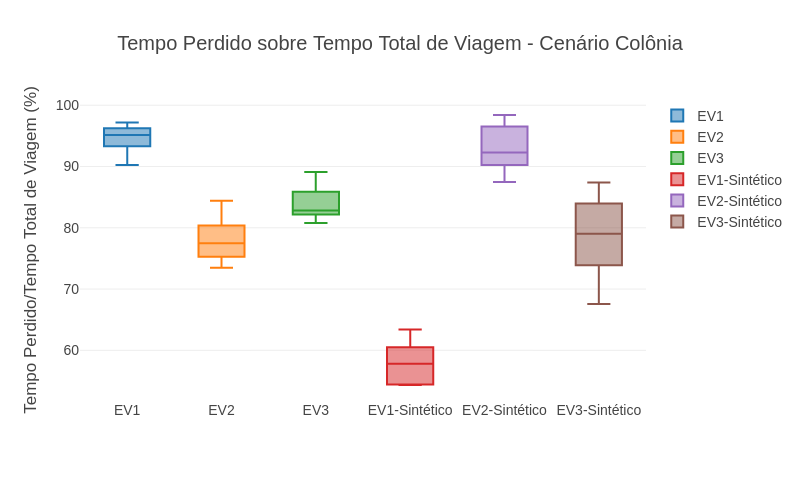 Tempo Perdido sobre Tempo Total de Viagem - Cenário Colônia
Tempo Perdido/Tempo Total de Viagem (%)
100
90
80
70
60
EV1
EV2
EV3
EV1-Sintético
EV2-Sintético
EV3-Sintético
EV1
EV2
EV3
EV1-Sintético
EV2-Sintético
EV3-Sintético